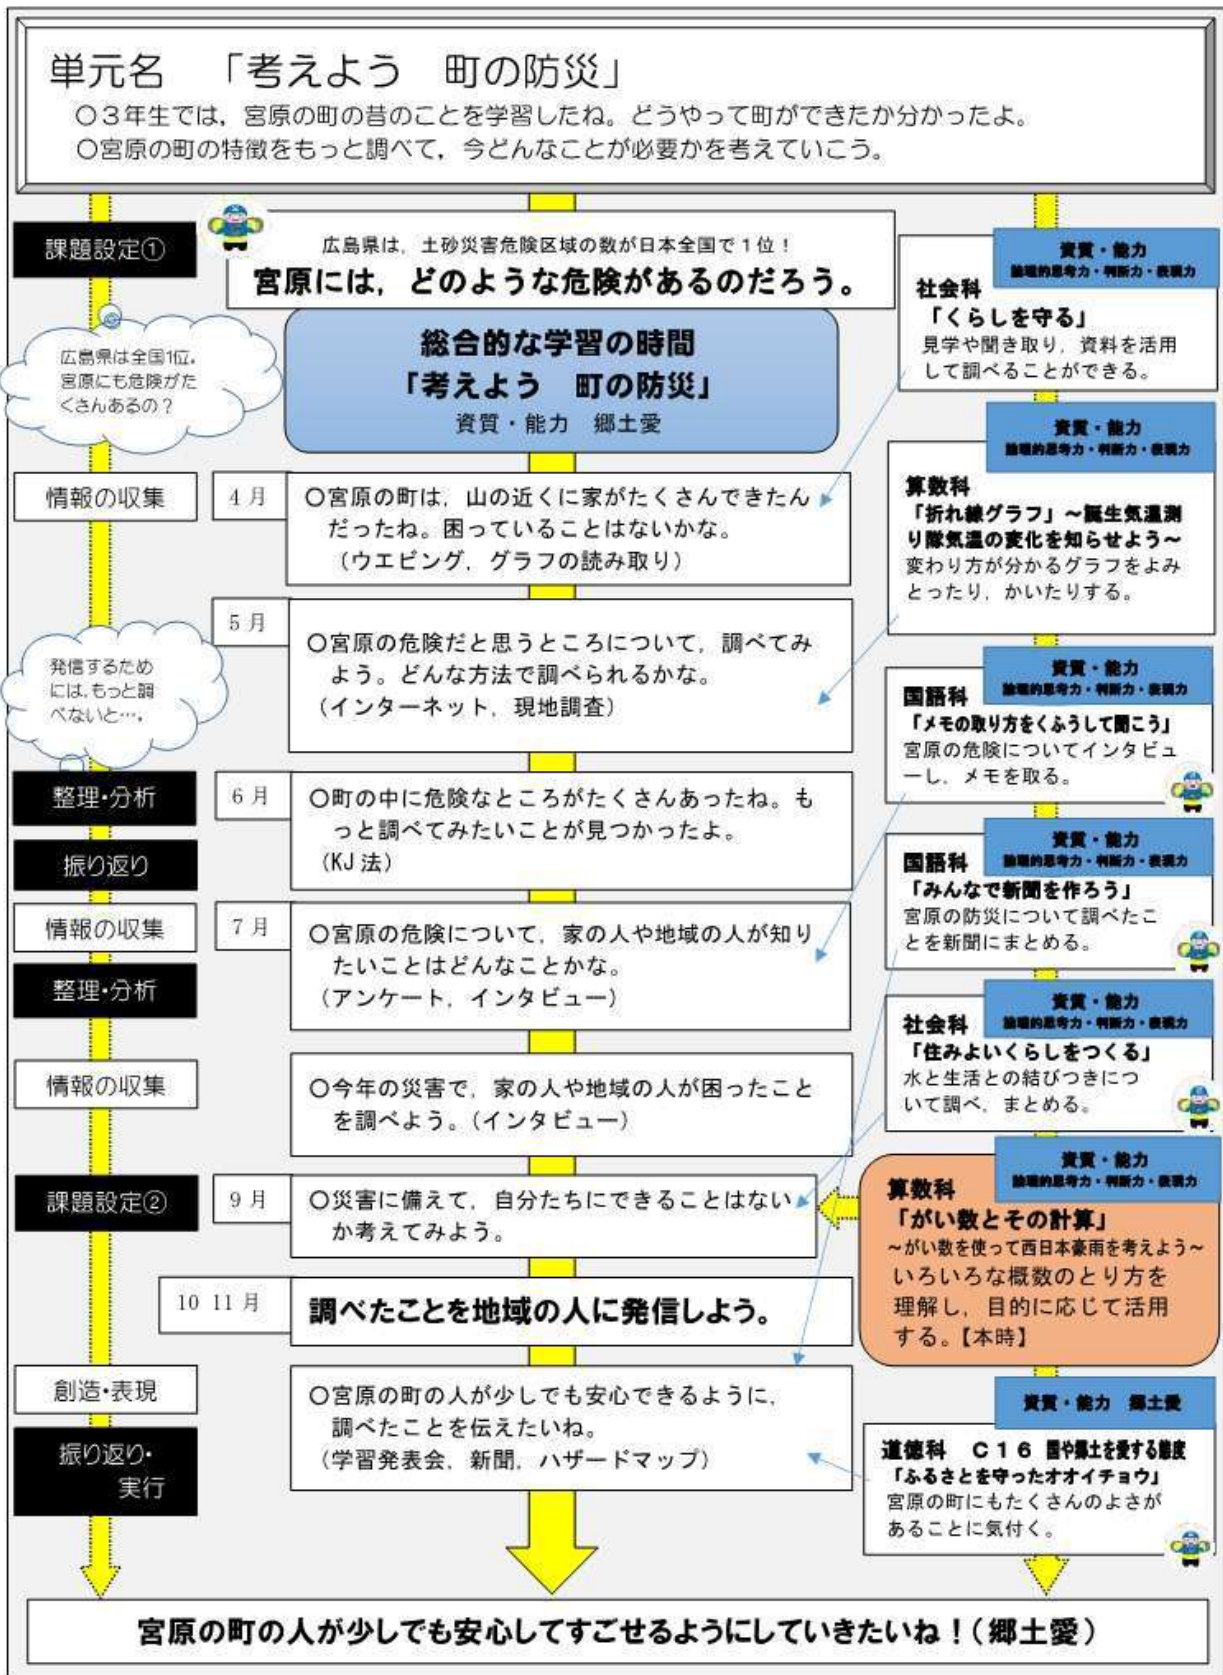 単元名 「考えよう 町の防災」
○3年生では，宮原の町の昔のことを学習したね。どうやって町ができたか分かったよ。
○宮原の町の特徴をもっと調べて，今どんなことが必要かを考えていこう。
課題設定①
広島県は，土砂災害危険区域の数が日本全国で1位！
宮原には，どのような危険があるのだろう。
広島県は全国1位。
宮原にも危険がた
くさんあるの？
総合的な学習の時間
「考えよう 町の防災」
資質・能力 郷土愛
情報の収集
4月
○宮原の町は，山の近くに家がたくさんできたん
だったね。困っていることはないかな。
（ウエビング，グラフの読み取り）
5月
○宮原の危険だと思うところについて，調べてみ
よう。どんな方法で調べられるかな。
（インターネット，現地調査）
発信するため
には，もっと調
べないと…。
整理・分析
振り返り
6月
○町の中に危険なところがたくさんあったね。も
っと調べてみたいことが見つかったよ。
（KJ法）
情報の収集
整理・分析
7月
○宮原の危険について，家の人や地域の人が知り
たいことはどんなことかな。
（アンケート，インタビュー）
情報の収集
○今年の災害で，家の人や地域の人が困ったこと
を調べよう。（インタビュー）
課題設定②
9月
○災害に備えて，自分たちにできることはない
か考えてみよう。
10 11月
調べたことを地域の人に発信しよう。
創造・表現
振り返り・
実行
○宮原の町の人が少しでも安心できるように，
調べたことを伝えたいね。
（学習発表会，新聞，ハザードマップ）
資質・能力
論理的思考力・判断力・表現力
社会科
「くらしを守る」
見学や聞き取り，資料を活用
して調べることができる。
資質・能力
論理的思考力・判断力・表現力
算数科
「折れ線グラフ」～誕生気温測
り隊気温の変化を知らせよう～
変わり方が分かるグラフをよみ
とったり，かいたりする。
資質・能力
論理的思考力・判断力・表現力
国語科
「メモの取り方をくふうして聞こう」
宮原の危険についてインタビュ
ーし，メモを取る。
資質・能力
論理的思考力・判断力・表現力
国語科
「みんなで新聞を作ろう」
宮原の防災について調べたこ
とを新聞にまとめる。
資質・能力
論理的思考力・判断力・表現力
社会科
「住みよいくらしをつくる」
水と生活との結びつきにつ
いて調べ，まとめる。
資質・能力
論理的思考力・判断力・表現力
算数科
「がい数とその計算」
～がい数を使って西日本豪雨を考えよう～
いろいろな概数のとり方を
理解し，目的に応じて活用
する。【本時】
資質・能力 郷土愛
道徳科 C16 国や郷土を愛する態度
「ふるさとを守ったオオイチョウ」
宮原の町にもたくさんのよさが
あることに気付く。
宮原の町の人が少しでも安心してすごせるようにしていきたいね！（郷土愛）